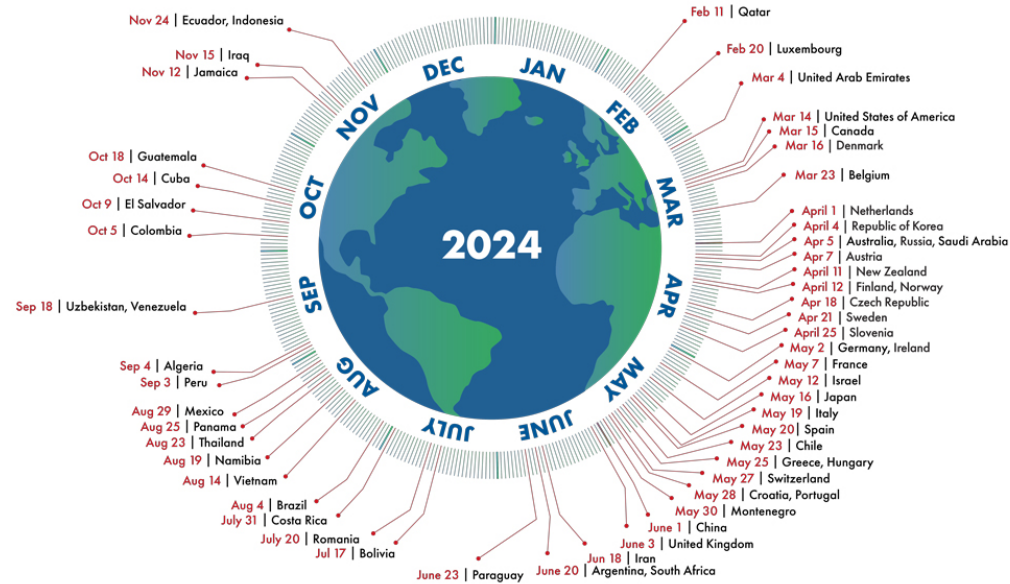 2024
JAN
FEB
MAR
APR
MAY
JUNE
JULY
AUG
SEP
OCT
NOV
DEC
Feb 11 | Qatar
Feb 20 | Luxembourg
Mar 4 | United Arab Emirates
Mar 14 | United States of America
Mar 15 | Canada
Mar 16 | Denmark
Mar 23 | Belgium
April 1 | Netherlands
April 4 | Republic of Korea
Apr 5 | Australia, Russia, Saudi Arabia
Apr 7 | Austria
April 11 | New Zealand
April 12 | Finland, Norway
Apr 18 | Czech Republic
Apr 21 | Sweden
April 25 | Slovenia
May 2 | Germany, Ireland
May 7 | France
May 12 | Israel
May 16 | Japan
May 19 | Italy
May 20 | Spain
May 23 | Chile
May 25 | Greece, Hungary
May 27 | Switzerland
May 28 | Croatia, Portugal
May 30 | Montenegro
June 1 | China
June 3 | United Kingdom
Jun 18 | Iran
June 20 | Argentina, South Africa
June 23 | Paraguay
Jul 17 | Bolivia
July 20 | Romania
July 31 | Costa Rica
Aug 4 | Brazil
Aug 14 | Vietnam
Aug 19 | Namibia
Aug 23 | Thailand
Aug 25 | Panama
Aug 29 | Mexico
Sep 3 | Peru
Sep 4 | Algeria
Sep 18 | Uzbekistan, Venezuela
Oct 5 | Colombia
Oct 9 | El Salvador
Oct 14 | Cuba
Oct 18 | Guatemala
Nov 12 | Jamaica
Nov 15 | Iraq
Nov 24 | Ecuador, Indonesia